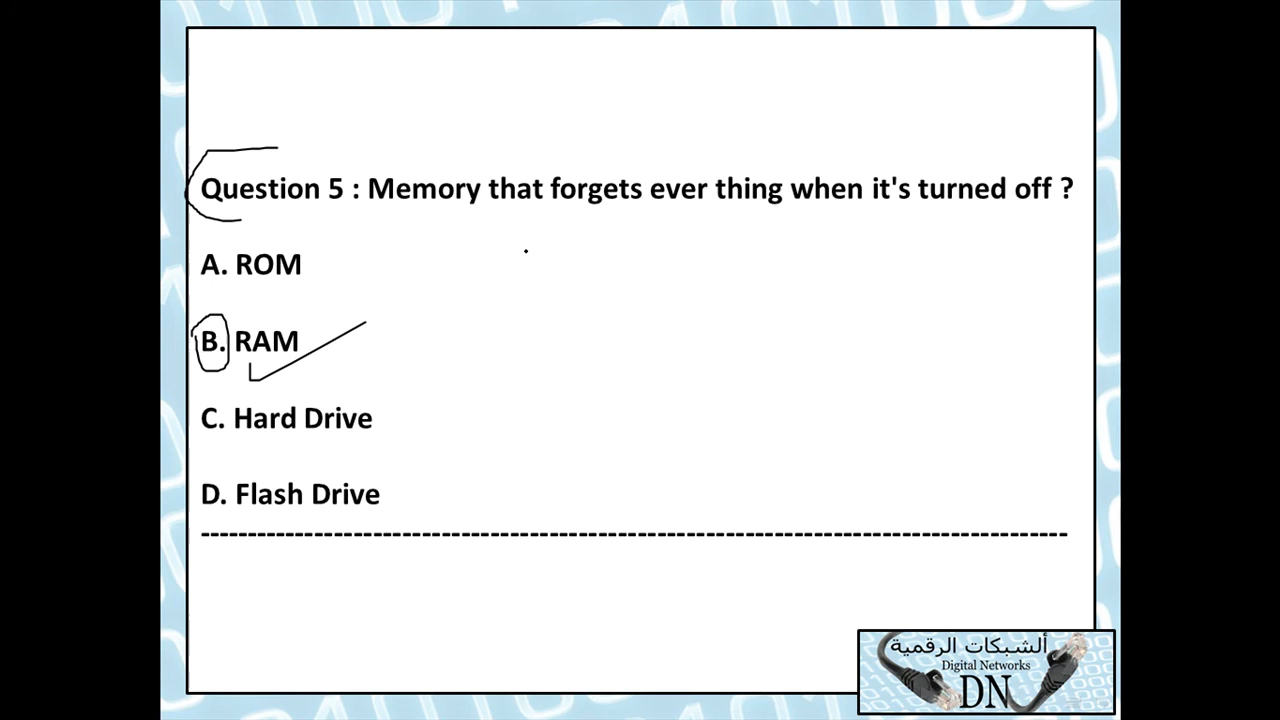 Question 5 : Memory that forgets ever thing when it's turned off ?
A. ROM
B. RAM
C. Hard Drive
D. Flash Drive
--------------------------------------------------------------------------------------------
ألشبكات الرقمية
Digital Networks
DN